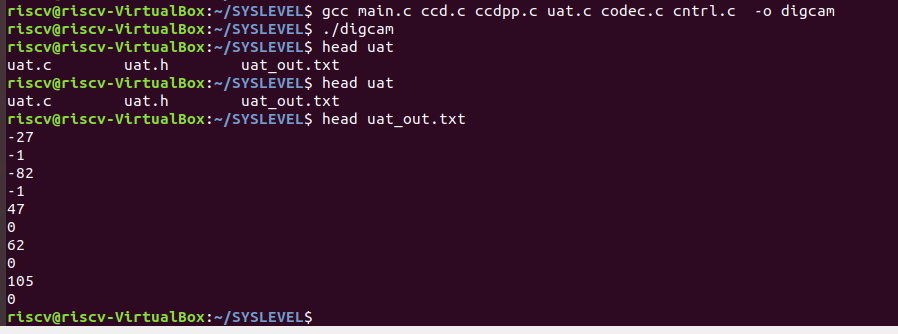 riscv@riscv-VirtualBox:~/SYSLEVEL$ gcc main.c ccd.c ccdpp.c uat.c codec.c cntrl.c  -o digcam
riscv@riscv-VirtualBox:~/SYSLEVEL$ ./digcam
riscv@riscv-VirtualBox:~/SYSLEVEL$ head uat
uat.c        uat.h        uat_out.txt
riscv@riscv-VirtualBox:~/SYSLEVEL$ head uat
uat.c        uat.h        uat_out.txt
riscv@riscv-VirtualBox:~/SYSLEVEL$ head uat_out.txt
-27
-1
-82
-1
47
0
62
0
105
0
riscv@riscv-VirtualBox:~/SYSLEVEL$